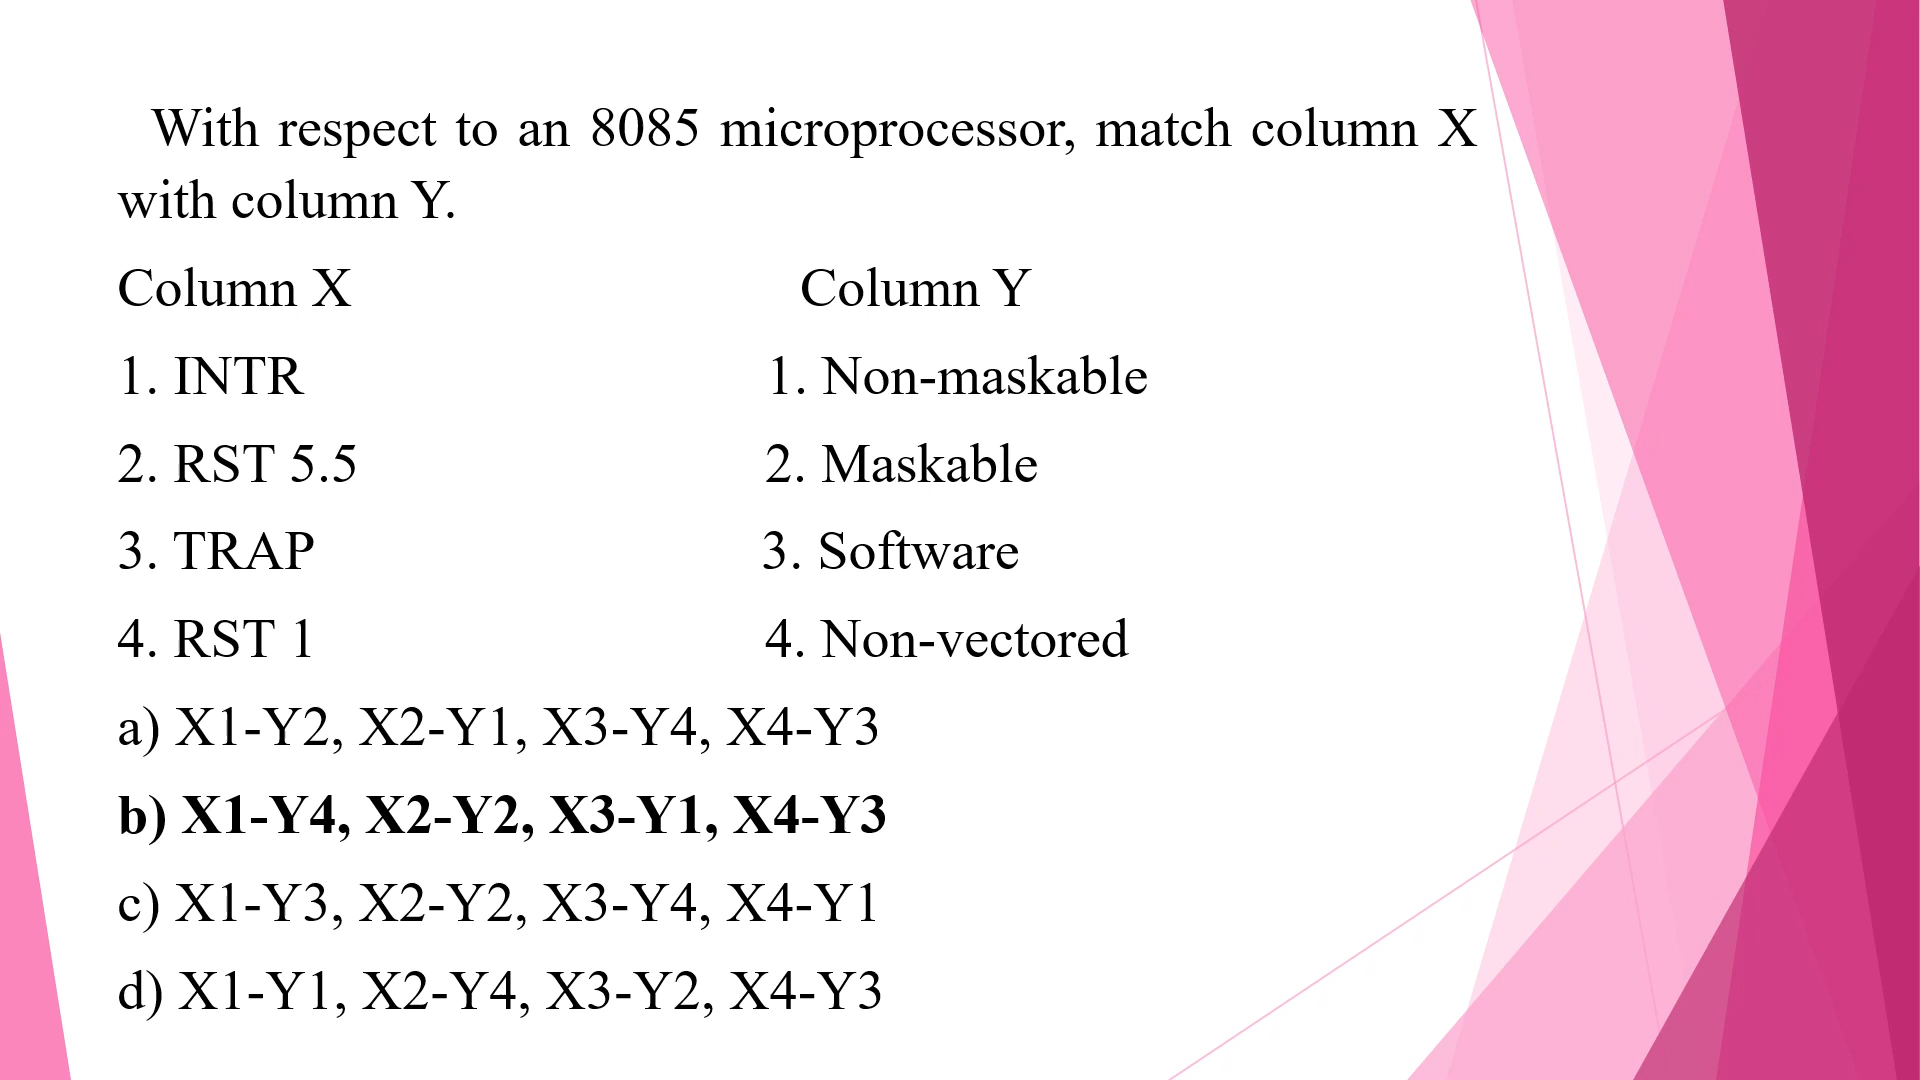 With respect to an 8085 microprocessor, match column X
with column Y.
Column X Column Y
1. INTR 1. Non-maskable
2. RST 5.5 2. Maskable
3. TRAP 3. Software
4. RST 1 4. Non-vectored
a) X1-Y2, X2-Y1, X3-Y4, X4-Y3
b) X1-Y4, X2-Y2, X3-Y1, X4-Y3
c) X1-Y3, X2-Y2, X3-Y4, X4-Y1
d) X1-Y1, X2-Y4, X3-Y2, X4-Y3